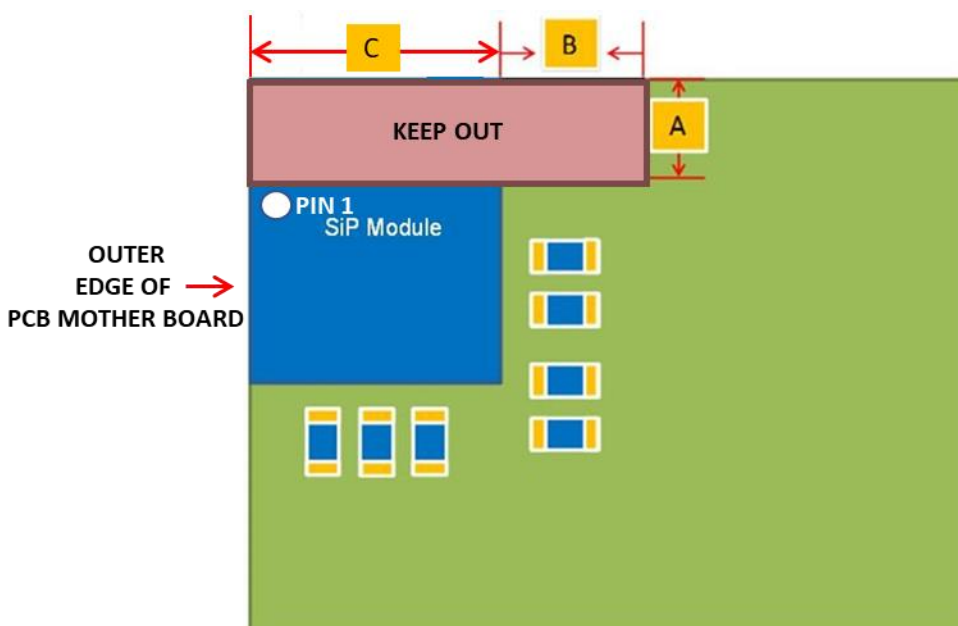 C
B
KEEP OUT
A
PIN 1
SiP Module
OUTER
EDGE OF
PCB MOTHER BOARD